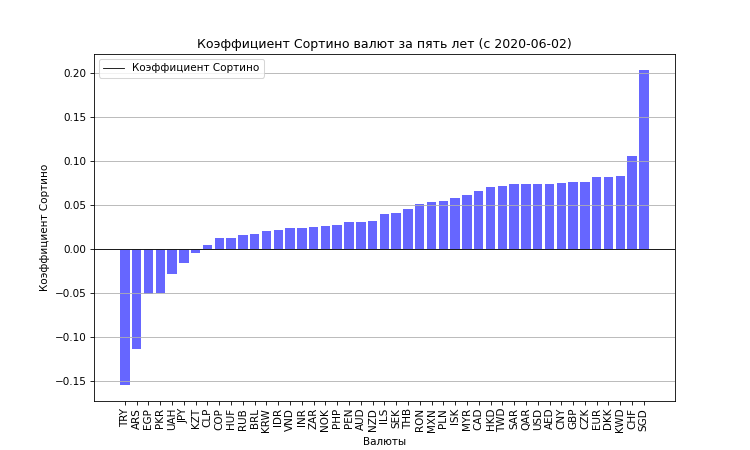 Коэффициент Сортино валют за пять лет (с 2020-06-02)
Коэффициент Сортино
0.20
0.15
0.10
0.05
0.00
−0.05
−0.10
−0.15
Коэффициент Сортино
TRY
ARS
EGP
PKR
UAH
JPY
KZT
CLP
COP
HUF
RUB
BRL
KRW
IDR
VND
INR
ZAR
NOK
PHP
PEN
AUD
NZD
ILS
SEK
THB
RON
MXN
PLN
ISK
MYR
CAD
HKD
TWD
SAR
QAR
USD
AED
CNY
GBP
CZK
EUR
DKK
KWD
CHF
SGD
Валюты